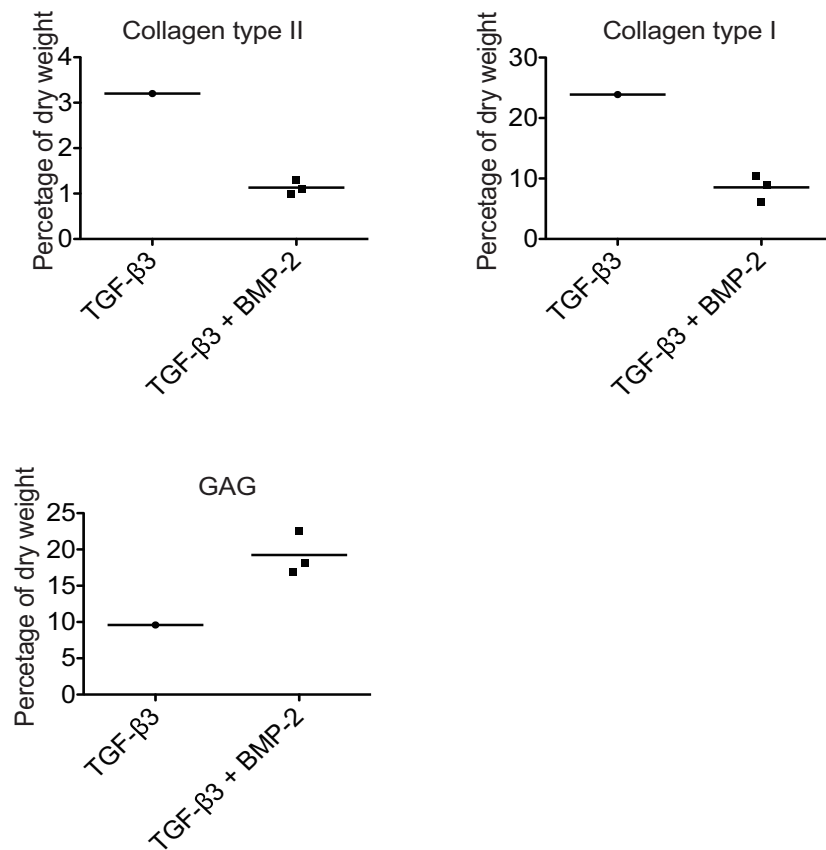 Collagen type II
Percetage of dry weight
4
3
2
1
0
TGF-β3
TGF-β3 + BMP-2
Collagen type I
Percetage of dry weight
30
20
10
0
TGF-β3
TGF-β3 + BMP-2
GAG
Percetage of dry weight
25
20
15
10
5
0
TGF-β3
TGF-β3 + BMP-2